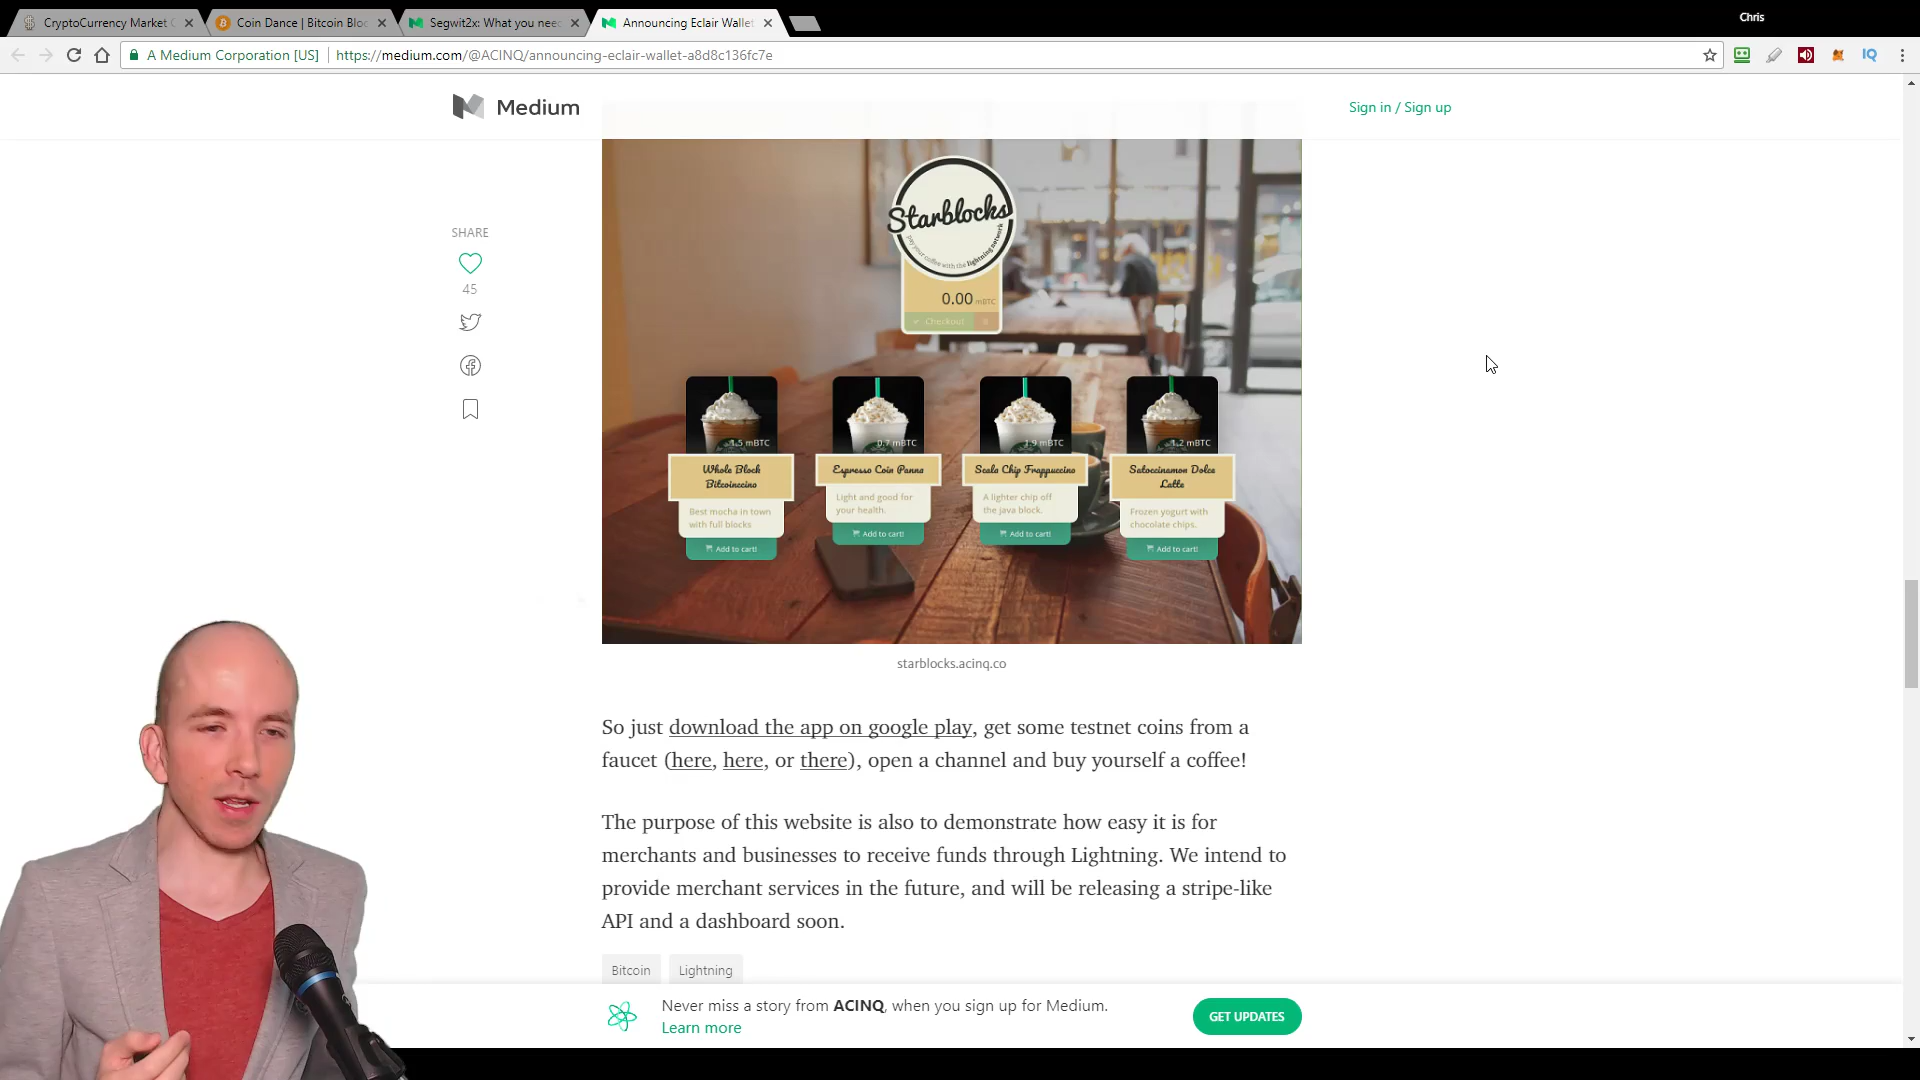 CryptoCurrency Market C
Coin Dance | Bitcoin Bloc
Segwit2x: What you nee
Announcing Eclair Wallet
Chris
A Medium Corporation [US]
https://medium.com/@ACINQ/announcing-eclair-wallet-a8d8c136fc7e
IQ
Medium
Sign in / Sign up
SHARE
45
Starblocks
pay your coffee with the lightning network
0.00 mBTC
Checkout
1.5 mBTC
0.7 mBTC
1.9 mBTC
1.2 mBTC
Whole Block
Bitcoinccino
Espresso Coin Panna
Scala Chip Frappuccino
Satoccinamon Dolce
Latte
Best mocha in town
with full blocks
Light and good for
your health.
A lighter chip off
the java block.
Frozen yogurt with
chocolate chips.
Add to cart!
Add to cart!
Add to cart!
Add to cart!
starblocks.acinq.co
So just download the app on google play, get some testnet coins from a
faucet (here, here, or there), open a channel and buy yourself a coffee!
The purpose of this website is also to demonstrate how easy it is for
merchants and businesses to receive funds through Lightning. We intend to
provide merchant services in the future, and will be releasing a stripe-like
API and a dashboard soon.
Bitcoin
Lightning
Never miss a story from ACINQ, when you sign up for Medium.
Learn more
GET UPDATES